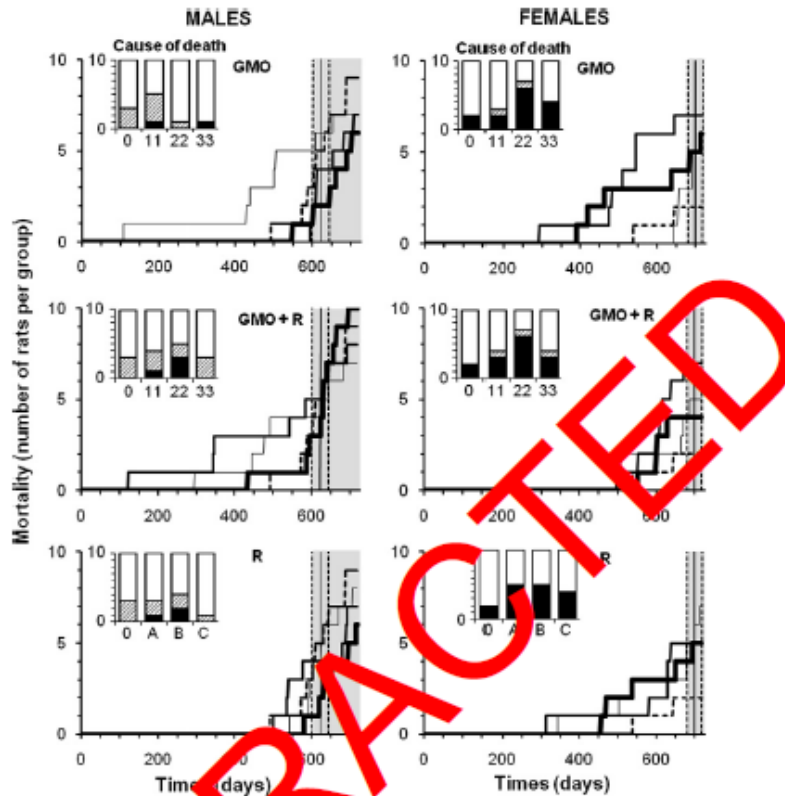 MALES FEMALES
Cause of death Cause of death
GMO GMO
10 10
0 0
0 11 22 33 0 11 22 33
10 10
5 5
0 0
0 200 400 600 0 200 400 600
GMO + R GMO + R
10 10
0 0
0 11 22 33 0 11 22 33
10 10
5 5
0 0
0 200 400 600 0 200 400 600
R R
10 10
0 0
0 A B C 0 A B C
10 10
5 5
0 0
0 200 400 600 0 200 400 600
Mortality (number of rats per group)
Times (days) Times (days)
RACTED